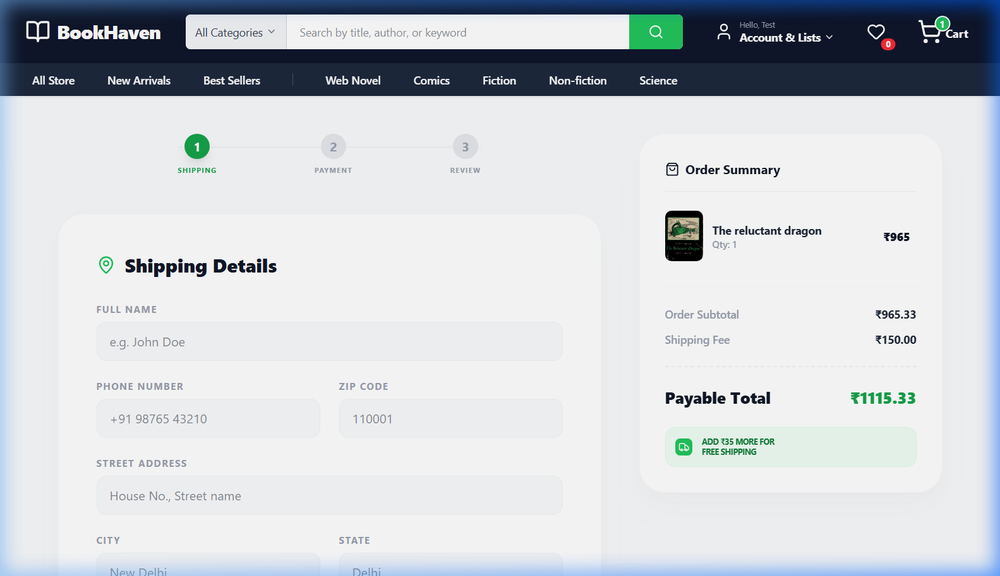 BookHaven
All Categories
Search by title, author, or keyword
Hello, Test
Account & Lists
0
1
Cart
All Store
New Arrivals
Best Sellers
Web Novel
Comics
Fiction
Non-fiction
Science
1
SHIPPING
2
PAYMENT
3
REVIEW
Shipping Details
FULL NAME
e.g. John Doe
PHONE NUMBER
+91 98765 43210
ZIP CODE
110001
STREET ADDRESS
House No., Street name
CITY
New Delhi
STATE
Delhi
Order Summary
The Reluctant Dragon
The reluctant dragon
Qty: 1
₹965
Order Subtotal
₹965.33
Shipping Fee
₹150.00
Payable Total
₹1115.33
ADD ₹35 MORE FOR
FREE SHIPPING